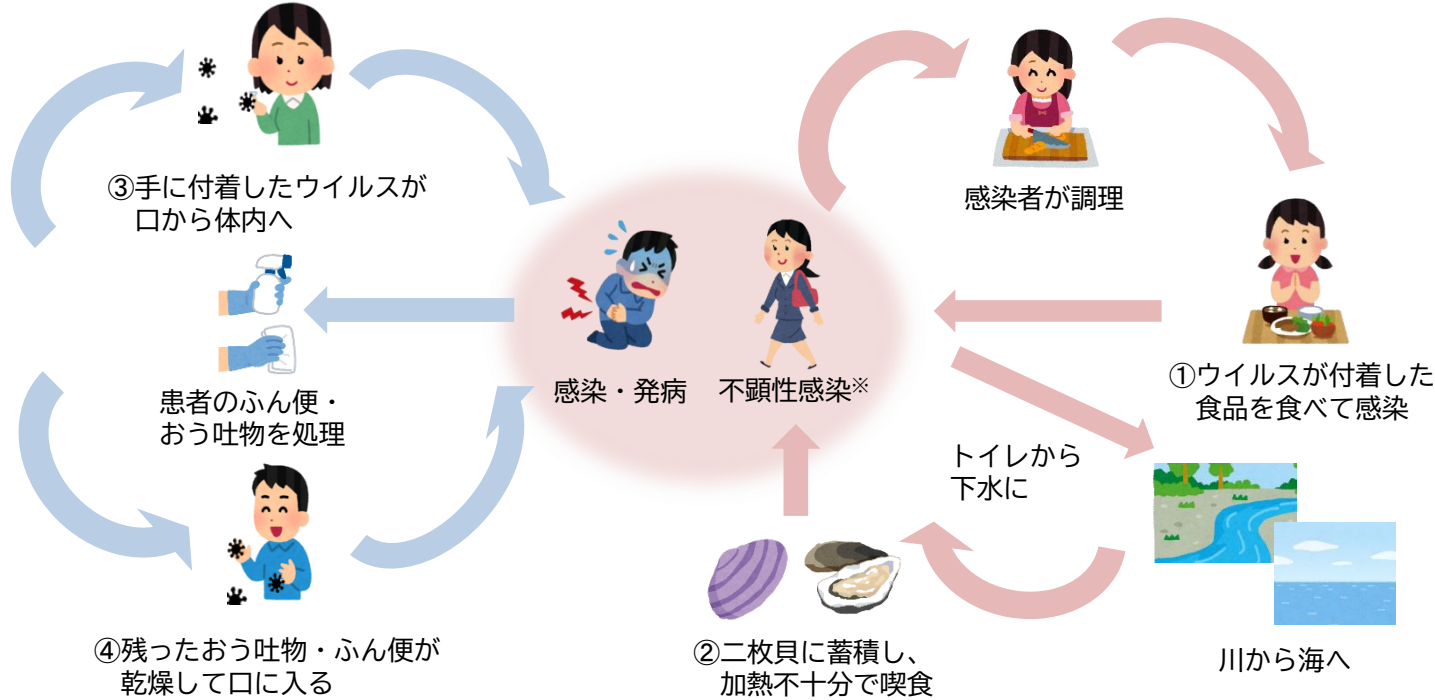 ③手に付着したウイルスが
口から体内へ
患者のふん便・
おう吐物を処理
④残ったおう吐物・ふん便が
乾燥して口に入る
感染・発病
不顕性感染※
感染者が調理
①ウイルスが付着した
食品を食べて感染
トイレから
下水に
川から海へ
②二枚貝に蓄積し、
加熱不十分で喫食